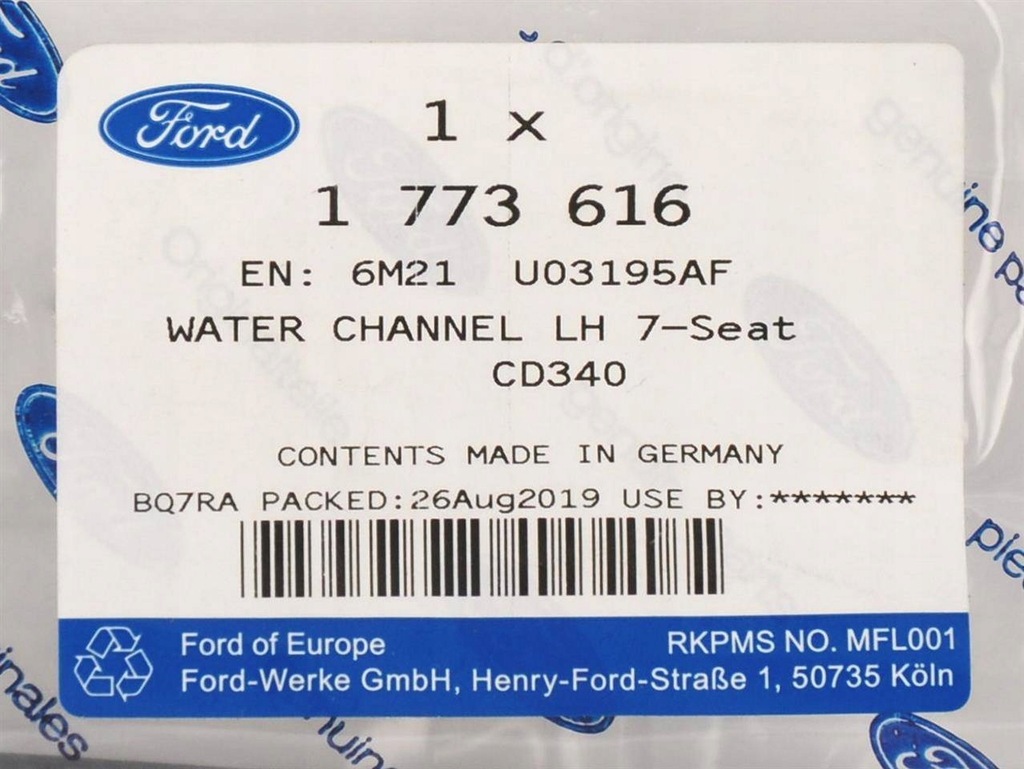 Ford
1 x
1 773 616
EN: 6M21 U03195AF
WATER CHANNEL LH 7-Seat
CD340
CONTENTS MADE IN GERMANY
BQ7RA PACKED:26Aug2019 USE BY:*******
Ford of Europe
RKPMS NO. MFL001
Ford-Werke GmbH, Henry-Ford-Straße 1, 50735 Köln
Ford